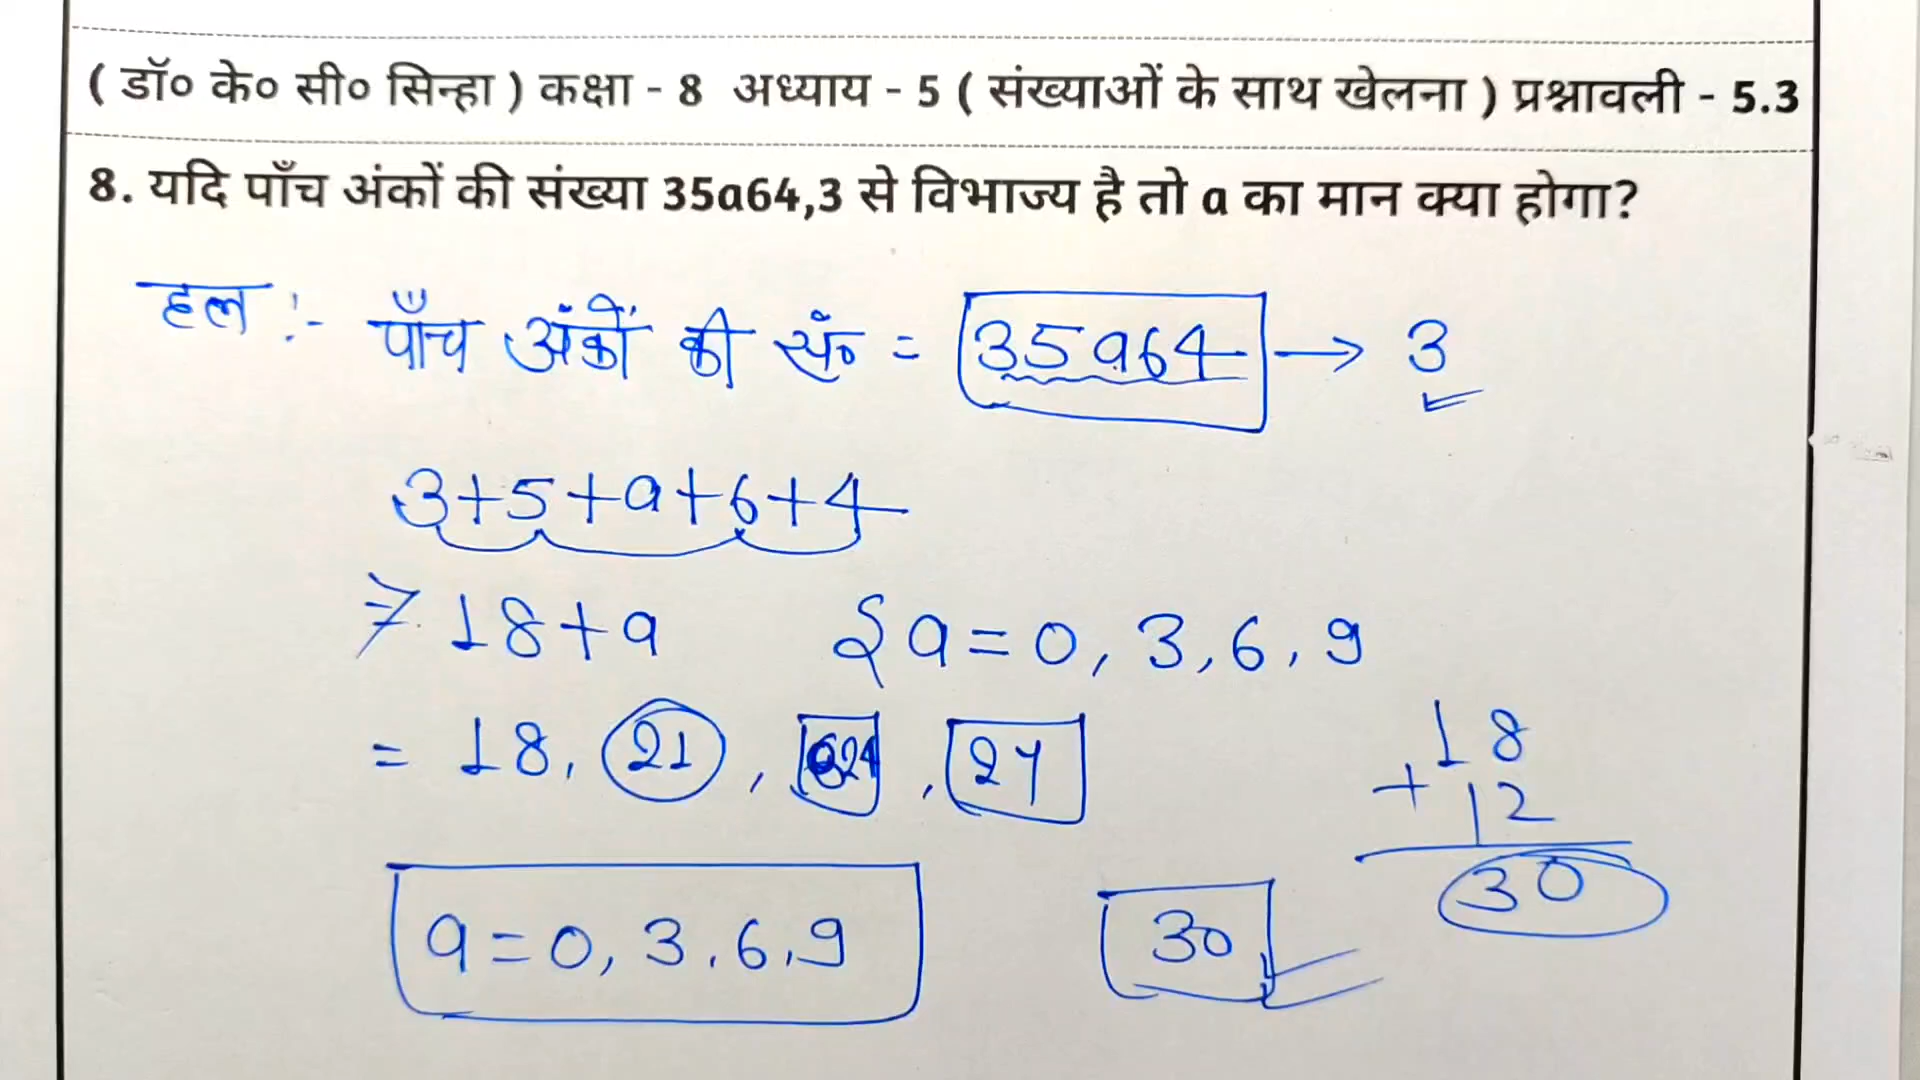 ( डॉ० के० सी० सिन्हा ) कक्षा - 8 अध्याय - 5 ( संख्याओं के साथ खेलना ) प्रश्नावली - 5.3
8. यदि पाँच अंकों की संख्या 35a64,3 से विभाज्य है तो a का मान क्या होगा?
हल :- पाँच अंकों की सं० = 35a64 → 3
3+5+a+6+4
=> 18+a a=0, 3, 6, 9
= 18, 21, 24, 27
18
+ 12
30
a=0, 3, 6, 9
30